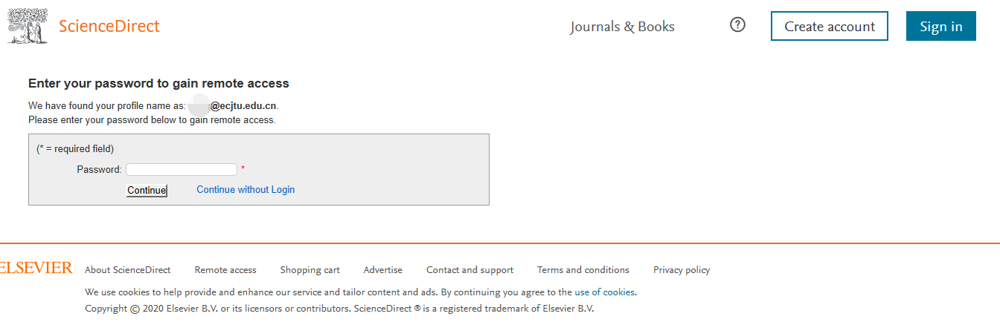 ScienceDirect
Journals & Books
?
Create account
Sign in
Enter your password to gain remote access
We have found your profile name as: @ecjtu.edu.cn.
Please enter your password below to gain remote access.
(* = required field)
Password: *
Continue
Continue without Login
ELSEVIER
About ScienceDirect
Remote access
Shopping cart
Advertise
Contact and support
Terms and conditions
Privacy policy
We use cookies to help provide and enhance our service and tailor content and ads. By continuing you agree to the use of cookies.
Copyright © 2020 Elsevier B.V. or its licensors or contributors. ScienceDirect ® is a registered trademark of Elsevier B.V.